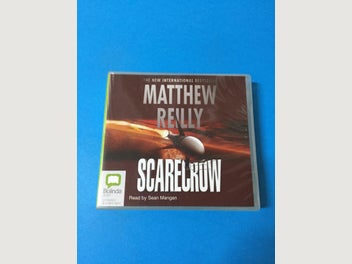 THE NEW INTERNATIONAL BESTSELLER
MATTHEW
REILLY
SCARECROW
Read by Sean Mangan
Bolinda